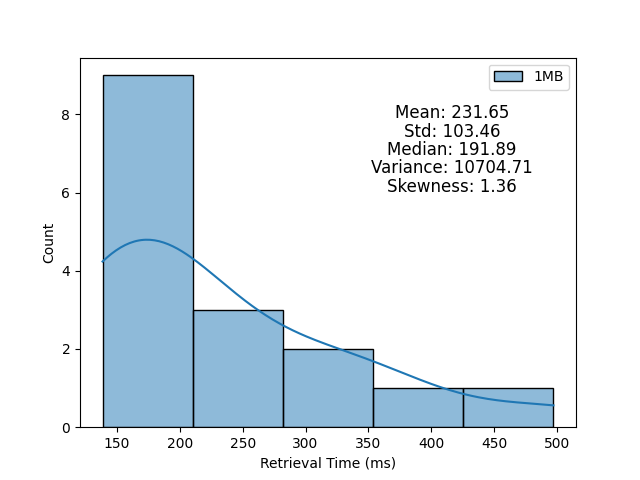 1MB
Mean: 231.65
Std: 103.46
Median: 191.89
Variance: 10704.71
Skewness: 1.36
Count
8
6
4
2
0
150 200 250 300 350 400 450 500
Retrieval Time (ms)